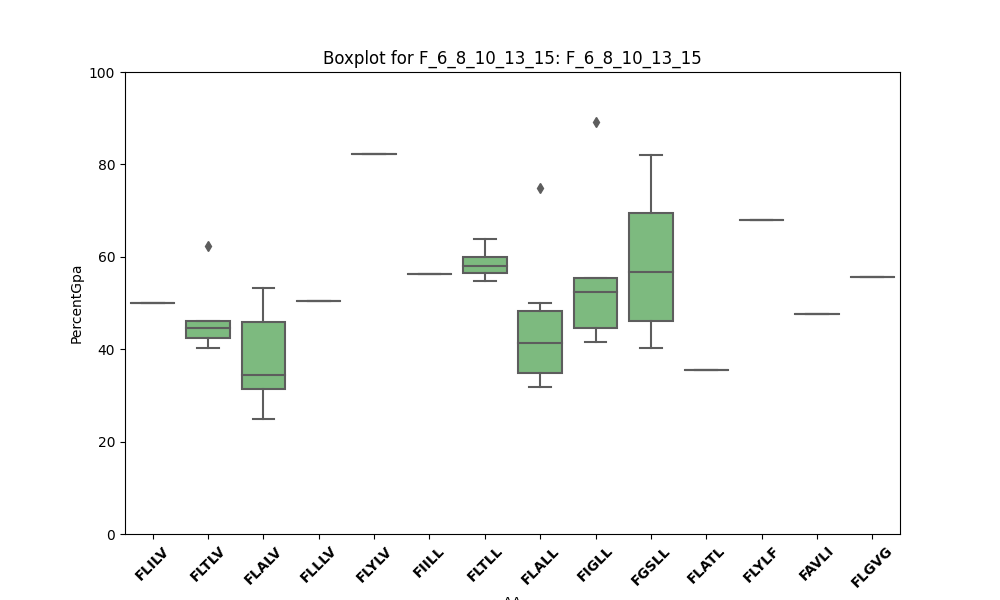 Boxplot for F_6_8_10_13_15: F_6_8_10_13_15
100
80
60
40
20
0
PercentGpa
FLILV
FLTLV
FLALV
FLLLV
FLYLV
FIILL
FLTLL
FLALL
FIGLL
FGSLL
FLATL
FLYLF
FAVLI
FLGVG